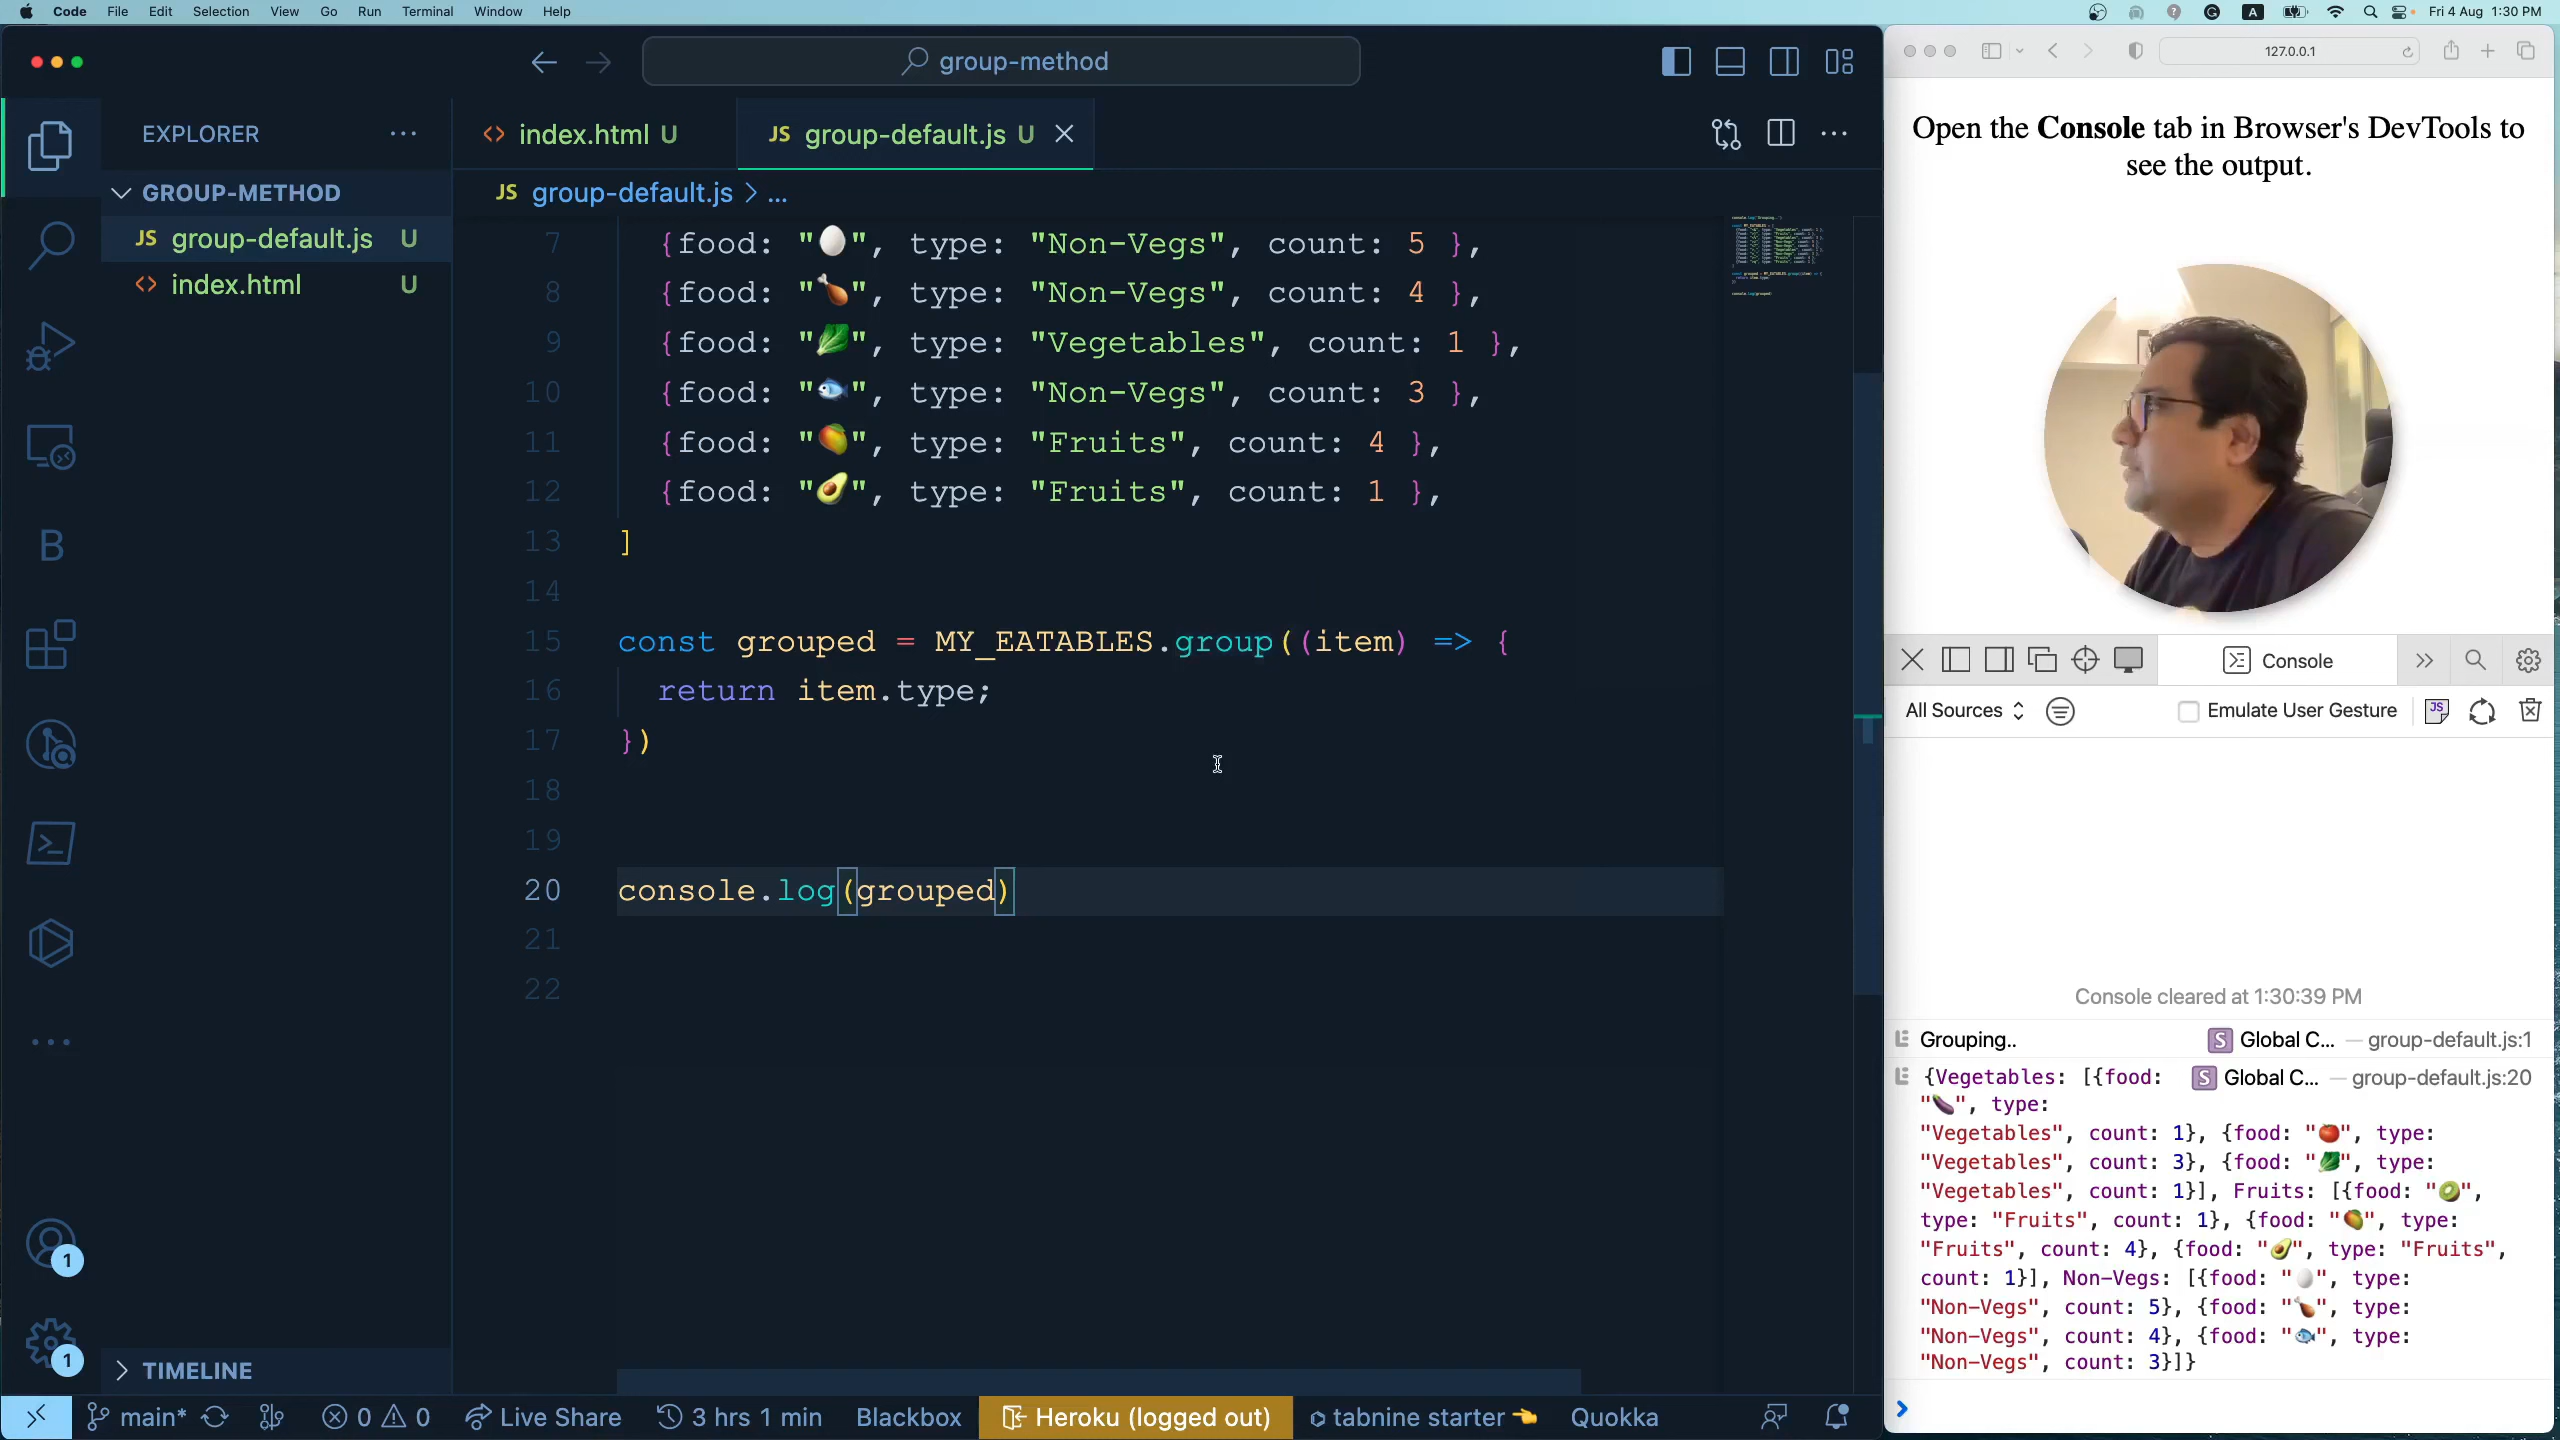 Code File Edit Selection View Go Run Terminal Window Help
A Fri 4 Aug 1:30 PM
group-method
127.0.0.1
EXPLORER
GROUP-METHOD
JS group-default.js U
index.html U
TIMELINE
index.html U
JS group-default.js U
JS group-default.js > ...
7 {food: "🥚", type: "Non-Vegs", count: 5 },
8 {food: "🍗", type: "Non-Vegs", count: 4 },
9 {food: "🥬", type: "Vegetables", count: 1 },
10 {food: "🐟", type: "Non-Vegs", count: 3 },
11 {food: "🥭", type: "Fruits", count: 4 },
12 {food: "🥑", type: "Fruits", count: 1 },
13 ]
14
15 const grouped = MY_EATABLES.group((item) => {
16 return item.type;
17 })
18
19
20 console.log(grouped)
21
22
B
1
1
main* 0 0 Live Share 3 hrs 1 min Blackbox Heroku (logged out) tabnine starter 👈 Quokka
Open the Console tab in Browser's DevTools to
see the output.
Console
All Sources Emulate User Gesture JS
Console cleared at 1:30:39 PM
Grouping.. S Global C... — group-default.js:1
{Vegetables: [{food: S Global C... — group-default.js:20
"🍆", type:
"Vegetables", count: 1}, {food: "🍅", type:
"Vegetables", count: 3}, {food: "🥬", type:
"Vegetables", count: 1}], Fruits: [{food: "🥝",
type: "Fruits", count: 1}, {food: "🥭", type:
"Fruits", count: 4}, {food: "🥑", type: "Fruits",
count: 1}], Non-Vegs: [{food: "🥚", type:
"Non-Vegs", count: 5}, {food: "🍗", type:
"Non-Vegs", count: 4}, {food: "🐟", type:
"Non-Vegs", count: 3}]}